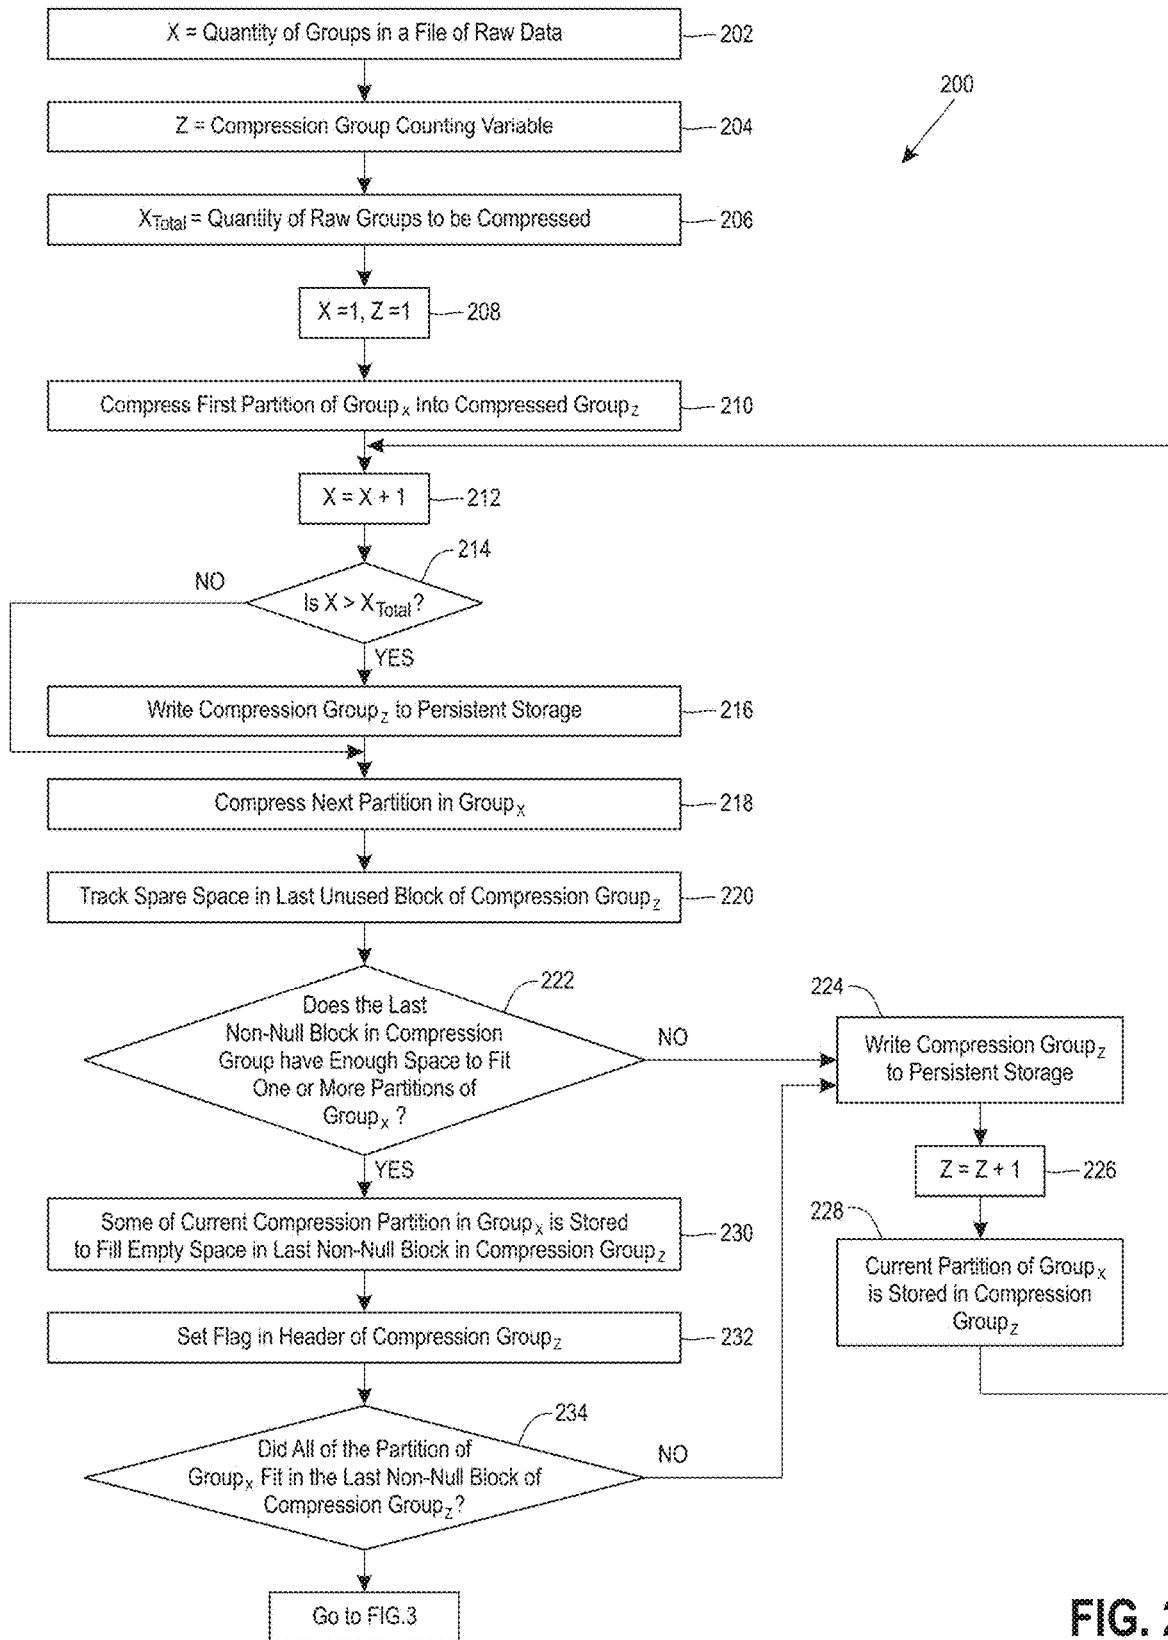 X = Quantity of Groups in a File of Raw Data
202
200
Z = Compression Group Counting Variable
204
XTotal = Quantity of Raw Groups to be Compressed
206
X =1, Z =1
208
Compress First Partition of Groupx Into Compressed Groupz
210
X = X + 1
212
214
NO
Is X > XTotal?
YES
Write Compression Groupz to Persistent Storage
216
Compress Next Partition in Groupx
218
Track Spare Space in Last Unused Block of Compression Groupz
220
222
Does the Last
Non-Null Block in Compression
Group have Enough Space to Fit
One or More Partitions of
Groupx ?
NO
YES
224
Write Compression Groupz
to Persistent Storage
Z = Z + 1
226
228
Current Partition of Groupx
is Stored in Compression
Groupz
Some of Current Compression Partition in Groupx is Stored
to Fill Empty Space in Last Non-Null Block in Compression Groupz
230
Set Flag in Header of Compression Groupz
232
234
Did All of the Partition of
Groupx Fit in the Last Non-Null Block of
Compression Groupz?
NO
Go to FIG.3
FIG. 2